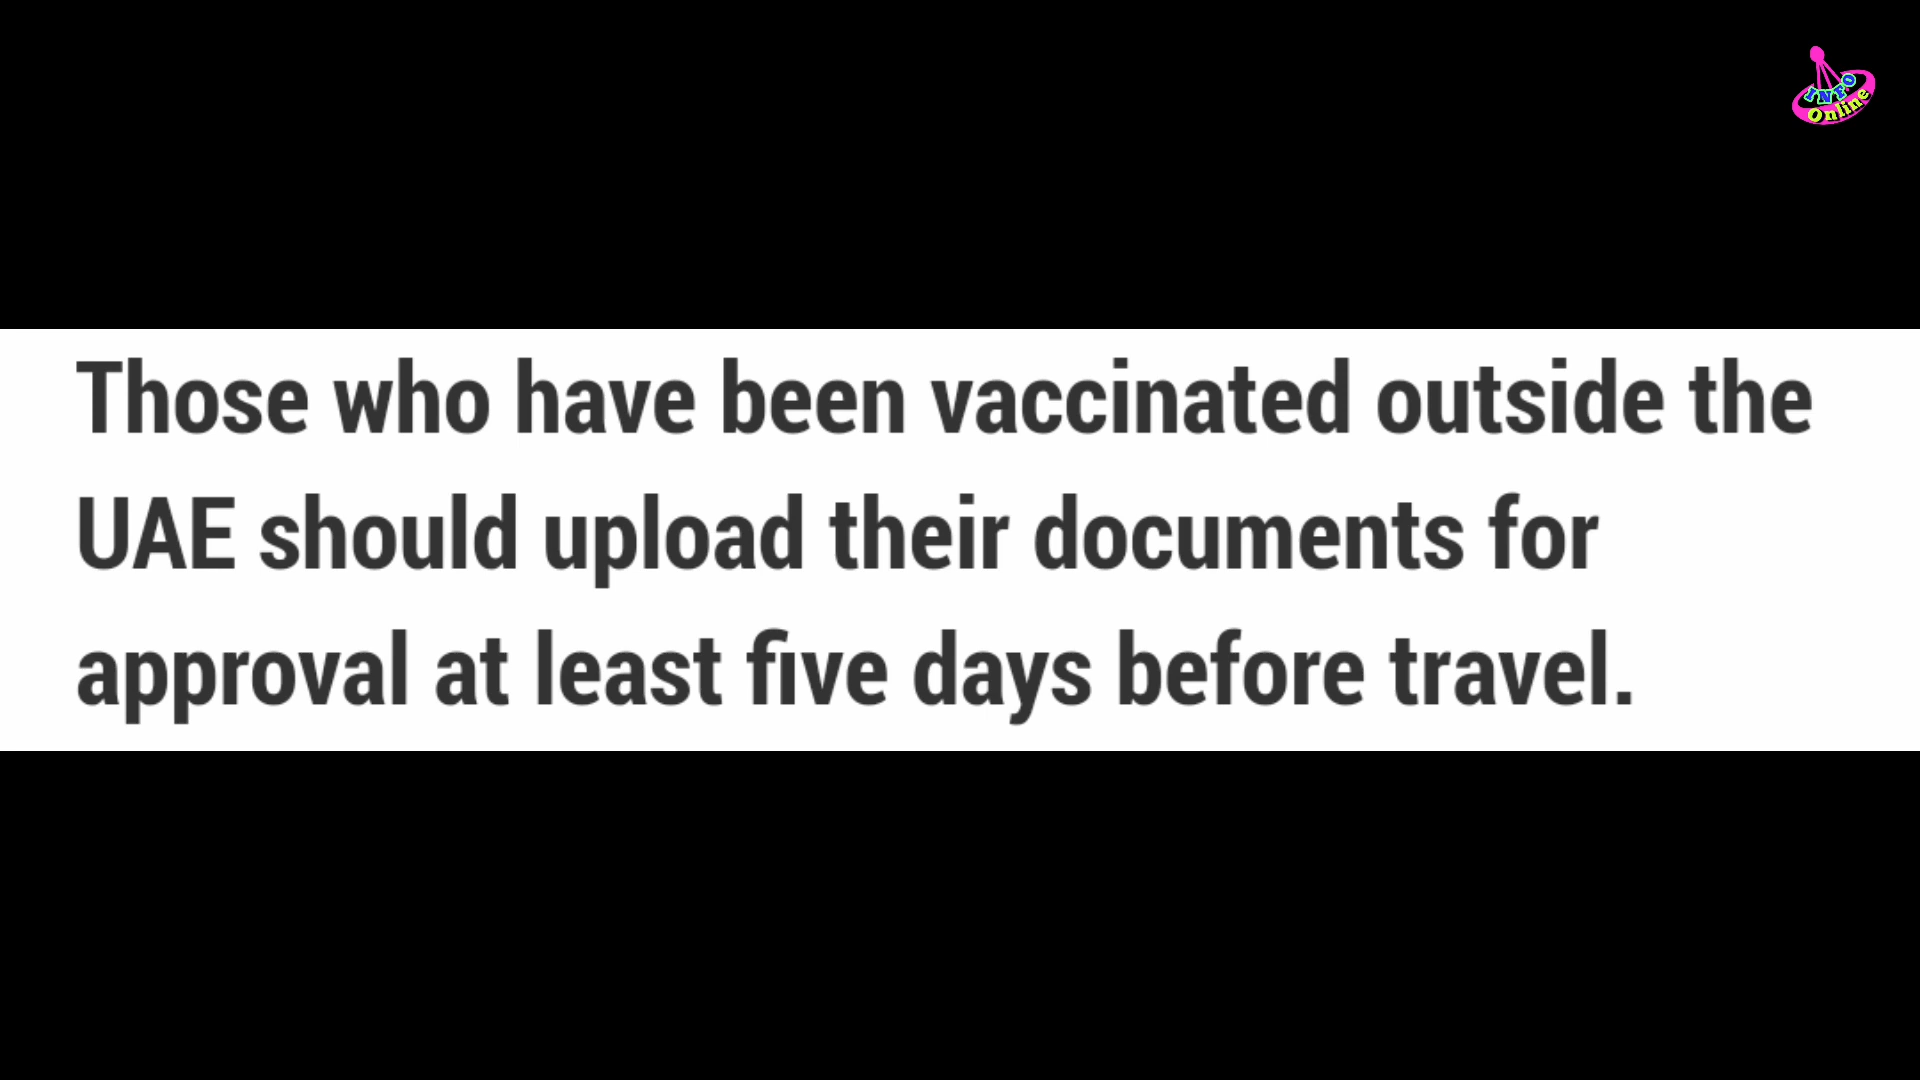 INFO
Online
Those who have been vaccinated outside the
UAE should upload their documents for
approval at least five days before travel.